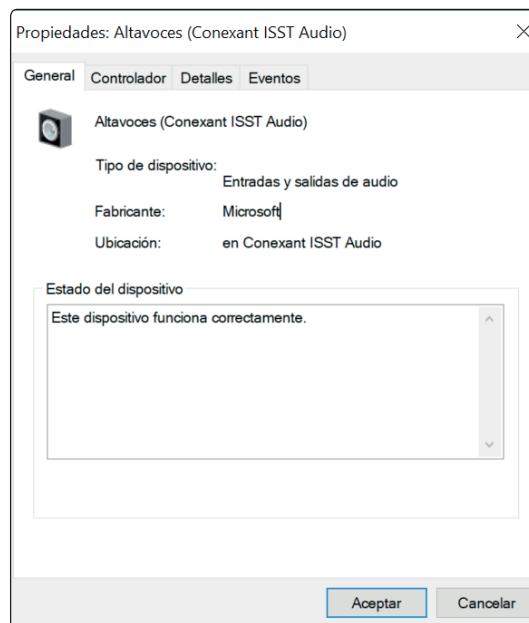 Propiedades: Altavoces (Conexant ISST Audio)
General Controlador Detalles Eventos
Altavoces (Conexant ISST Audio)
Tipo de dispositivo:
Entradas y salidas de audio
Fabricante: Microsoft
Ubicación: en Conexant ISST Audio
Estado del dispositivo
Este dispositivo funciona correctamente.
Aceptar Cancelar